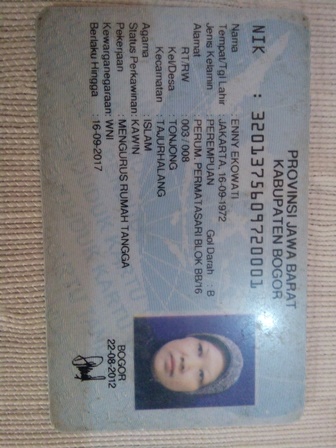 PROVINSI JAWA BARAT
KABUPATEN BOGOR
NIK : 3201375609720001
Nama : ENNY EKOWATI
Tempat/Tgl Lahir : JAKARTA, 16-09-1972
Jenis Kelamin : PEREMPUAN Gol Darah : B
Alamat : PERUM.PERMATASARI BLOK BB/16
RT/RW : 003 / 008
Kel/Desa : TONJONG
Kecamatan : TAJURHALANG
Agama : ISLAM
Status Perkawinan: KAWIN
Pekerjaan : MENGURUS RUMAH TANGGA
Kewarganegaraan: WNI
Berlaku Hingga : 16-09-2017
BOGOR
22-08-2012